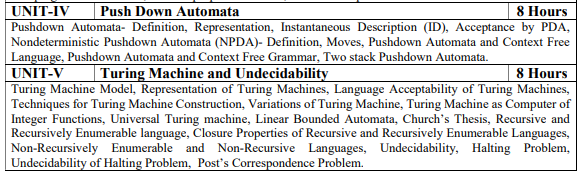 UNIT-IV Push Down Automata 8 Hours
Pushdown Automata- Definition, Representation, Instantaneous Description (ID), Acceptance by PDA,
Nondeterministic Pushdown Automata (NPDA)- Definition, Moves, Pushdown Automata and Context Free
Language, Pushdown Automata and Context Free Grammar, Two stack Pushdown Automata.
UNIT-V Turing Machine and Undecidability 8 Hours
Turing Machine Model, Representation of Turing Machines, Language Acceptability of Turing Machines,
Techniques for Turing Machine Construction, Variations of Turing Machine, Turing Machine as Computer of
Integer Functions, Universal Turing machine, Linear Bounded Automata, Church's Thesis, Recursive and
Recursively Enumerable language, Closure Properties of Recursive and Recursively Enumerable Languages,
Non-Recursively Enumerable and Non-Recursive Languages, Undecidability, Halting Problem,
Undecidability of Halting Problem, Post's Correspondence Problem.